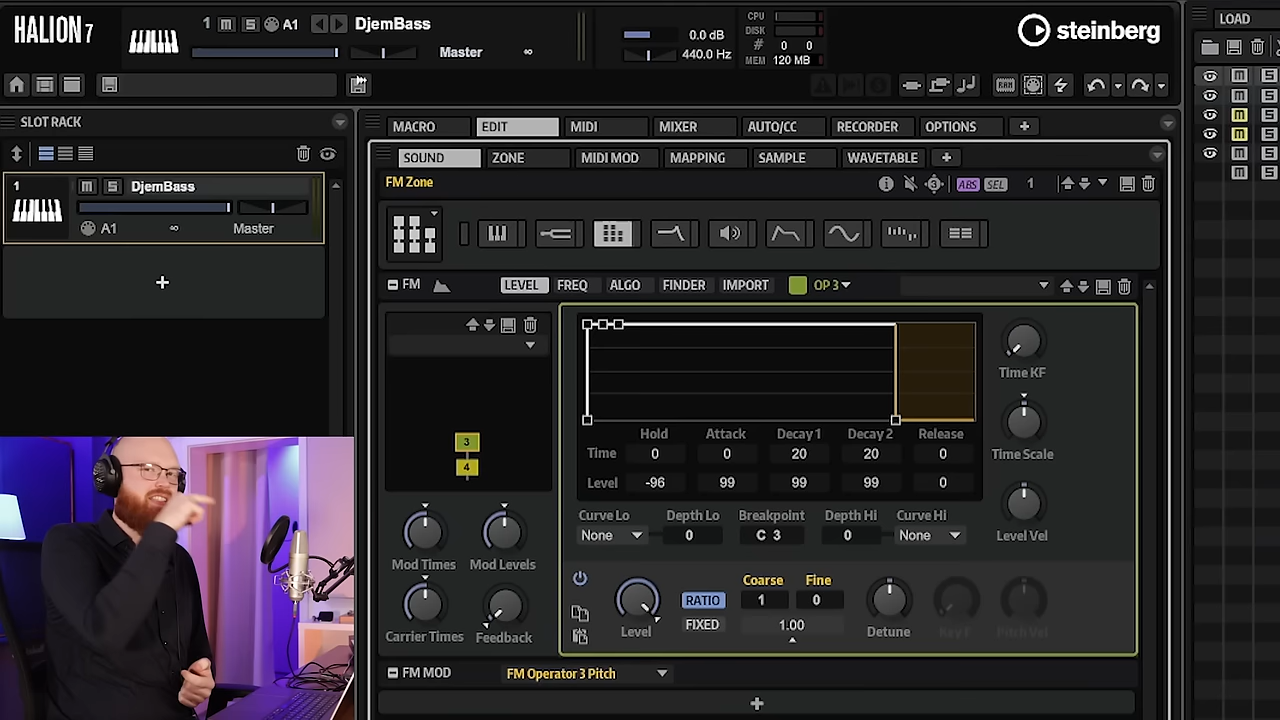 HALION 7
1 M S A1 DjemBass
Master ∞
0.0 dB
440.0 Hz
CPU
DISK
# 0 0
MEM 120 MB
steinberg
LOAD
SLOT RACK
1 M S DjemBass
A1 ∞ Master
+
MACRO EDIT MIDI MIXER AUTO/CC RECORDER OPTIONS +
SOUND ZONE MIDI MOD MAPPING SAMPLE WAVETABLE +
FM Zone
ABS SEL 1
FM LEVEL FREQ ALGO FINDER IMPORT OP 3
3
4
Mod Times Mod Levels
Carrier Times Feedback
Hold Attack Decay 1 Decay 2 Release
Time 0 0 20 20 0
Level -96 99 99 99 0
Curve Lo Depth Lo Breakpoint Depth Hi Curve Hi
None 0 C 3 0 None
Time KF
Time Scale
Level Vel
Level
RATIO
FIXED
Coarse Fine
1 0
1.00
Detune
Pitch Vel
FM MOD FM Operator 3 Pitch
+
M S
M S
M S
M S
M S
M S